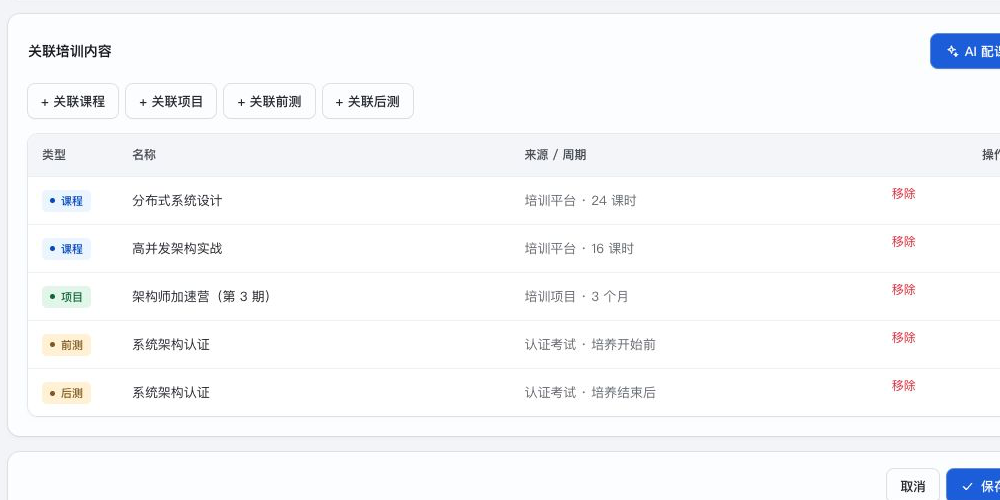 关联培训内容
AI 配
+ 关联课程 + 关联项目 + 关联前测 + 关联后测
类型 名称 来源 / 周期 操作
课程 分布式系统设计 培训平台 · 24 课时 移除
课程 高并发架构实战 培训平台 · 16 课时 移除
项目 架构师加速营（第 3 期） 培训项目 · 3 个月 移除
前测 系统架构认证 认证考试 · 培养开始前 移除
后测 系统架构认证 认证考试 · 培养结束后 移除
取消 保存